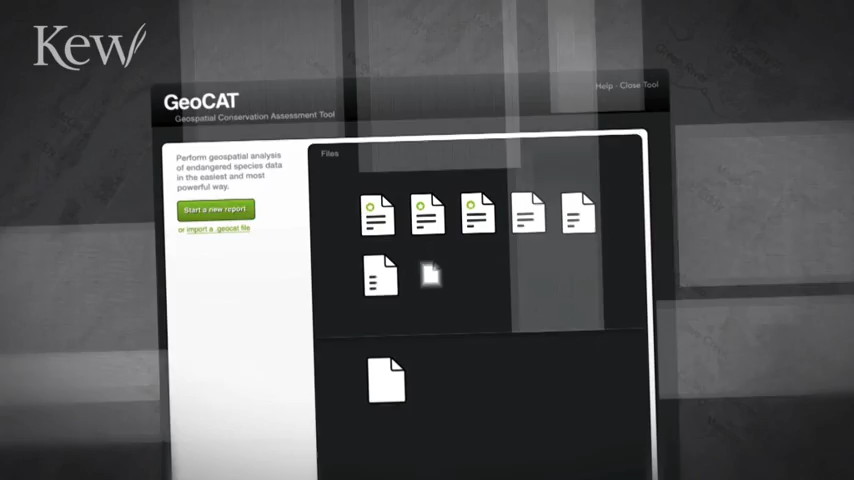 Kew
GeoCAT
Geospatial Conservation Assessment Tool
Help · Close Tool
Perform geospatial analysis
of endangered species data
in the easiest and most
powerful way.
Start a new report
or import a .geocat file
Files